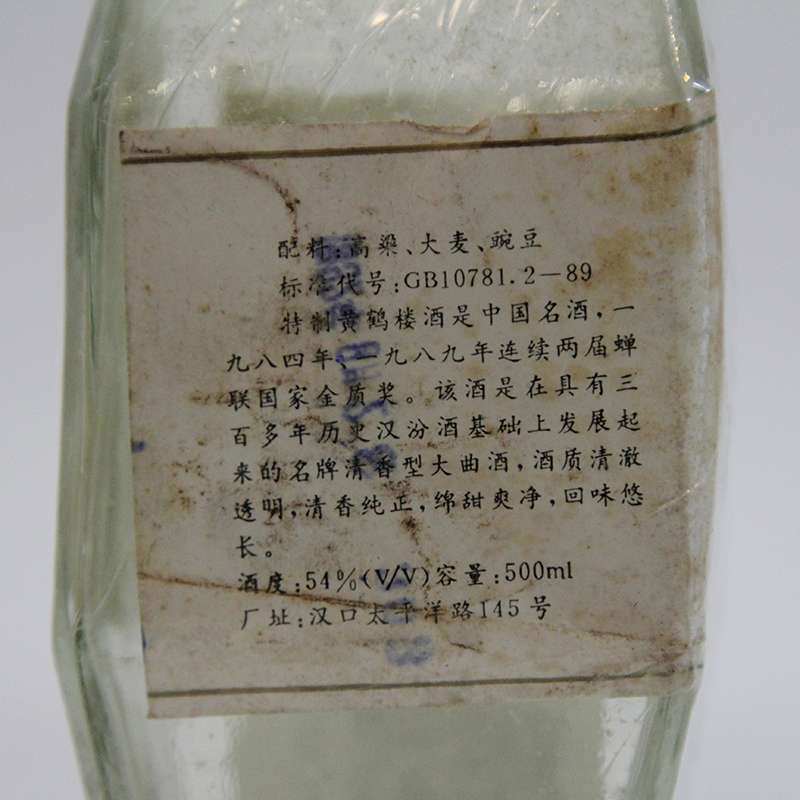 配料:高粱、大麦、豌豆
标准代号:GB10781.2—89
特制黄鹤楼酒是中国名酒,一
九八四年、一九八九年连续两届蝉
联国家金质奖。该酒是在具有三
百多年历史汉汾酒基础上发展起
来的名牌清香型大曲酒,酒质清澈
透明,清香纯正,绵甜爽净,回味悠
长。
酒度:54%(V/V)容量:500ml
厂址:汉口太平洋路145号